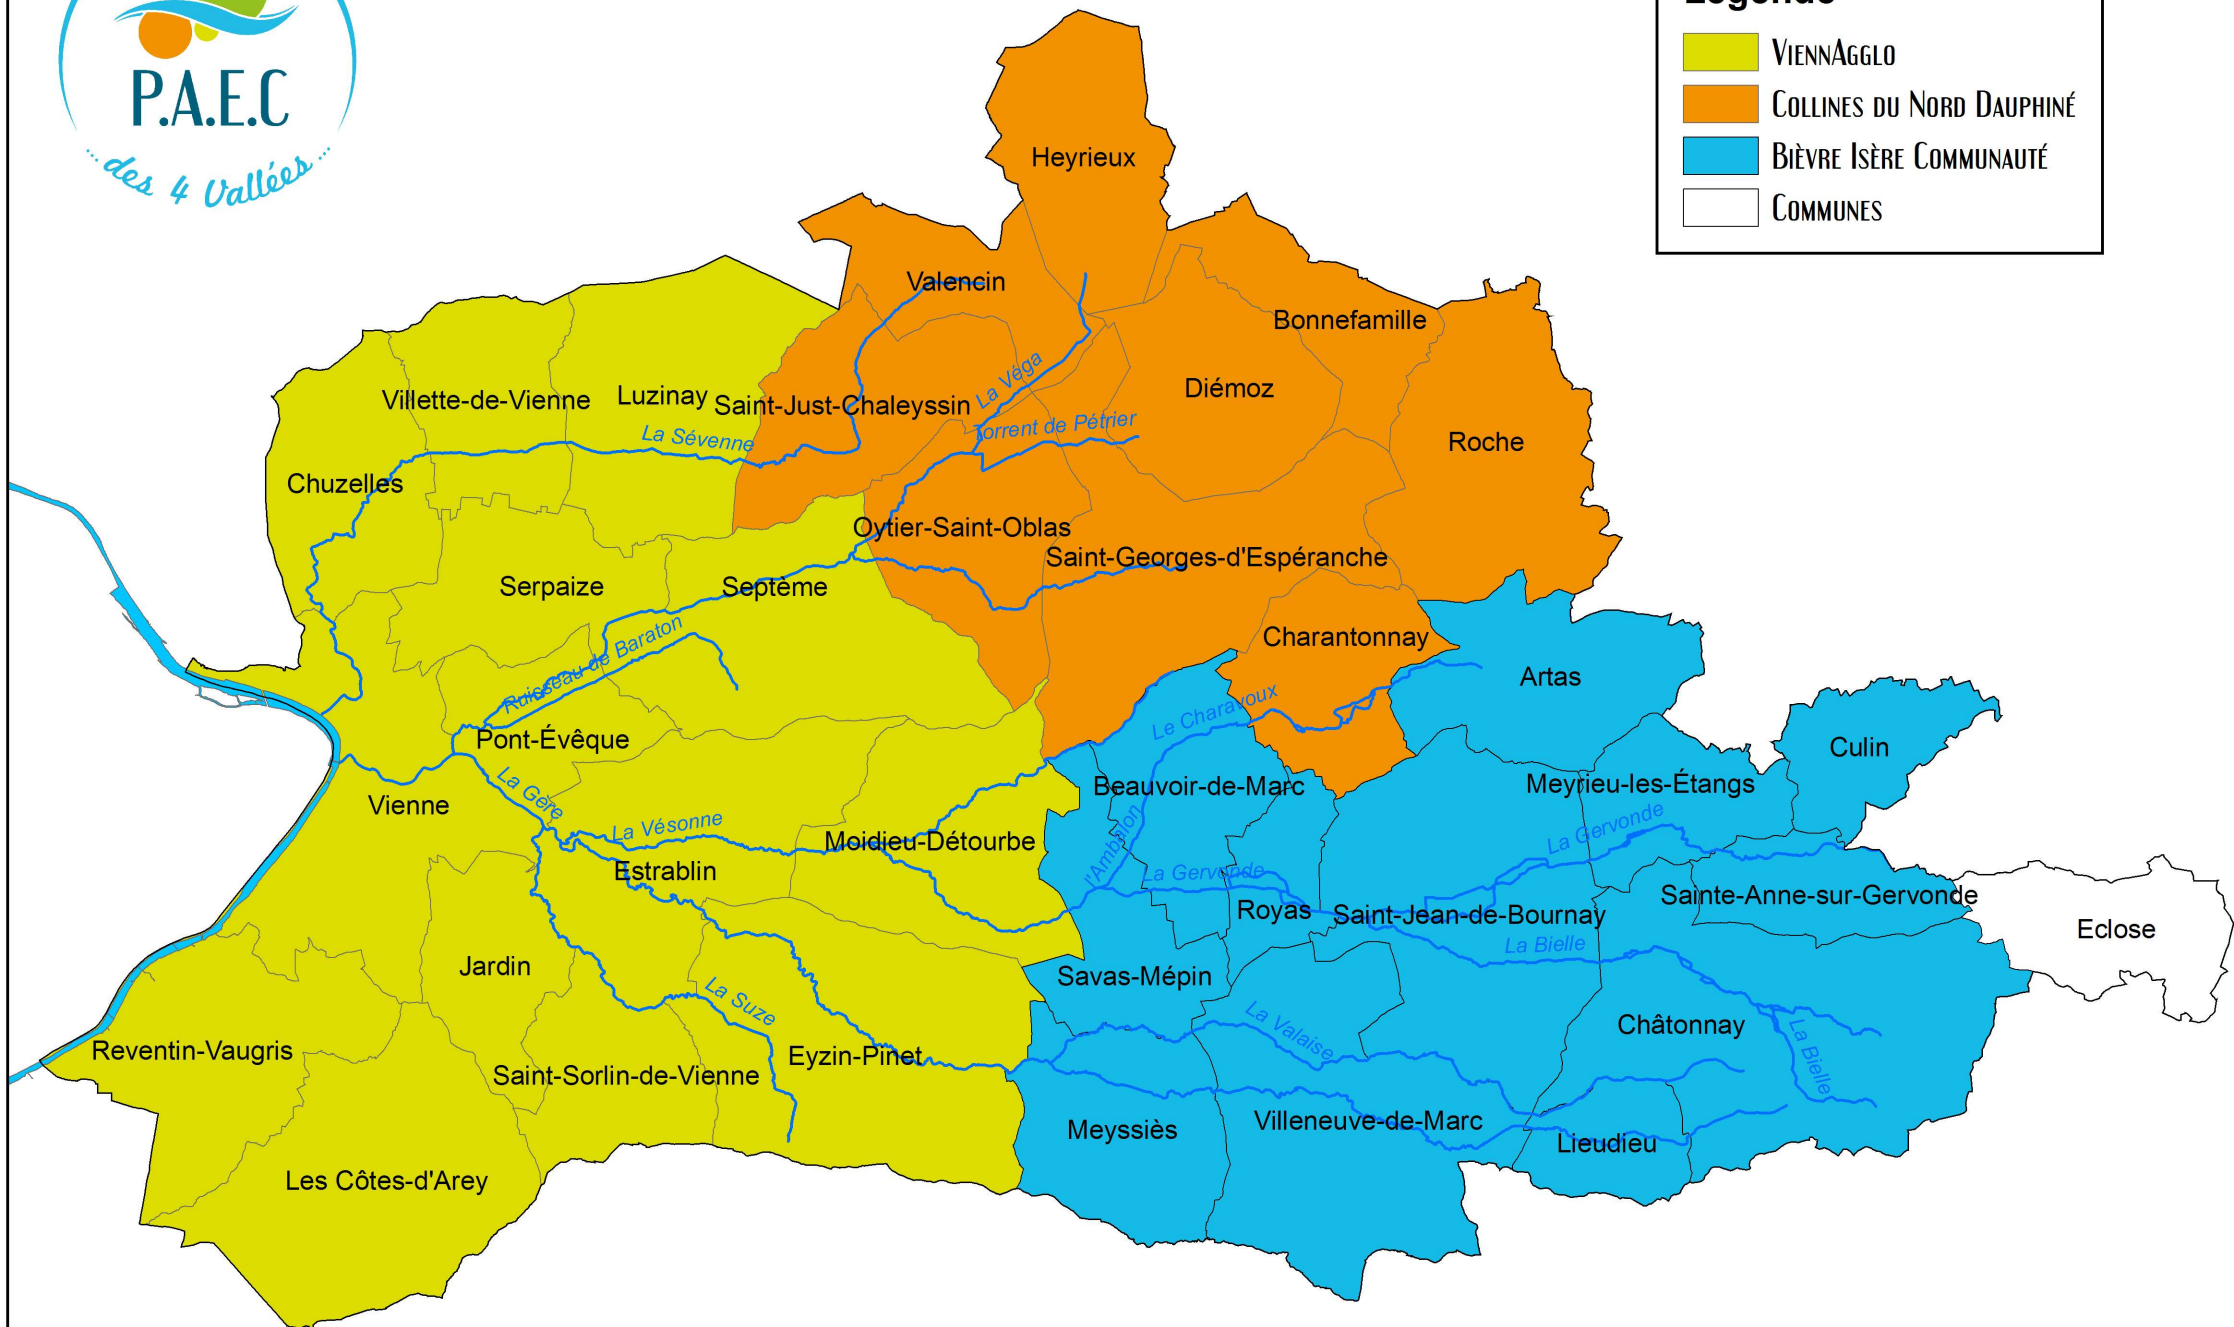 P.A.E.C
des 4 Vallées
Légende
ViennAgglo
Collines du Nord Dauphiné
Bièvre Isère Communauté
Communes
Heyrieux
Valencin
Bonnefamille
La Véga
Diémoz
Villette-de-Vienne
Luzinay
Saint-Just-Chaleyssin
Torrent de Pétrier
La Sévenne
Roche
Chuzelles
Oytier-Saint-Oblas
Saint-Georges-d'Espéranche
Serpaize
Septème
Ruisseau de Baraton
Charantonnay
Artas
Le Charavoux
Pont-Évêque
Culin
La Gère
Vienne
Beauvoir-de-Marc
Meyrieu-les-Étangs
La Vésonne
Moidieu-Détourbe
l'Ambalon
La Gervonde
Estrablin
La Gervonde
Sainte-Anne-sur-Gervonde
Royas
Saint-Jean-de-Bournay
Eclose
La Bielle
Jardin
Savas-Mépin
La Suze
La Valaise
Châtonnay
Reventin-Vaugris
Eyzin-Pinet
La Bielle
Saint-Sorlin-de-Vienne
Meyssiès
Villeneuve-de-Marc
Lieudieu
Les Côtes-d'Arey